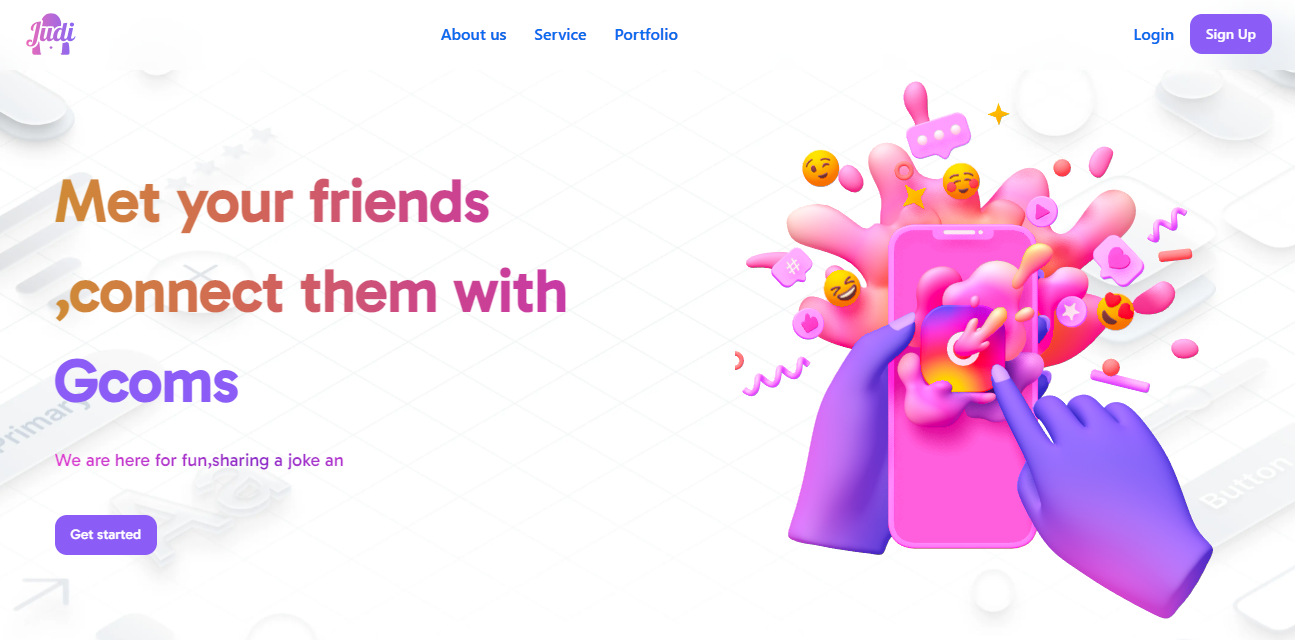 Judi
About us Service Portfolio
Login Sign Up
Met your friends
,connect them with
Gcoms
We are here for fun,sharing a joke an
Get started
Primary
Aa
Button
#